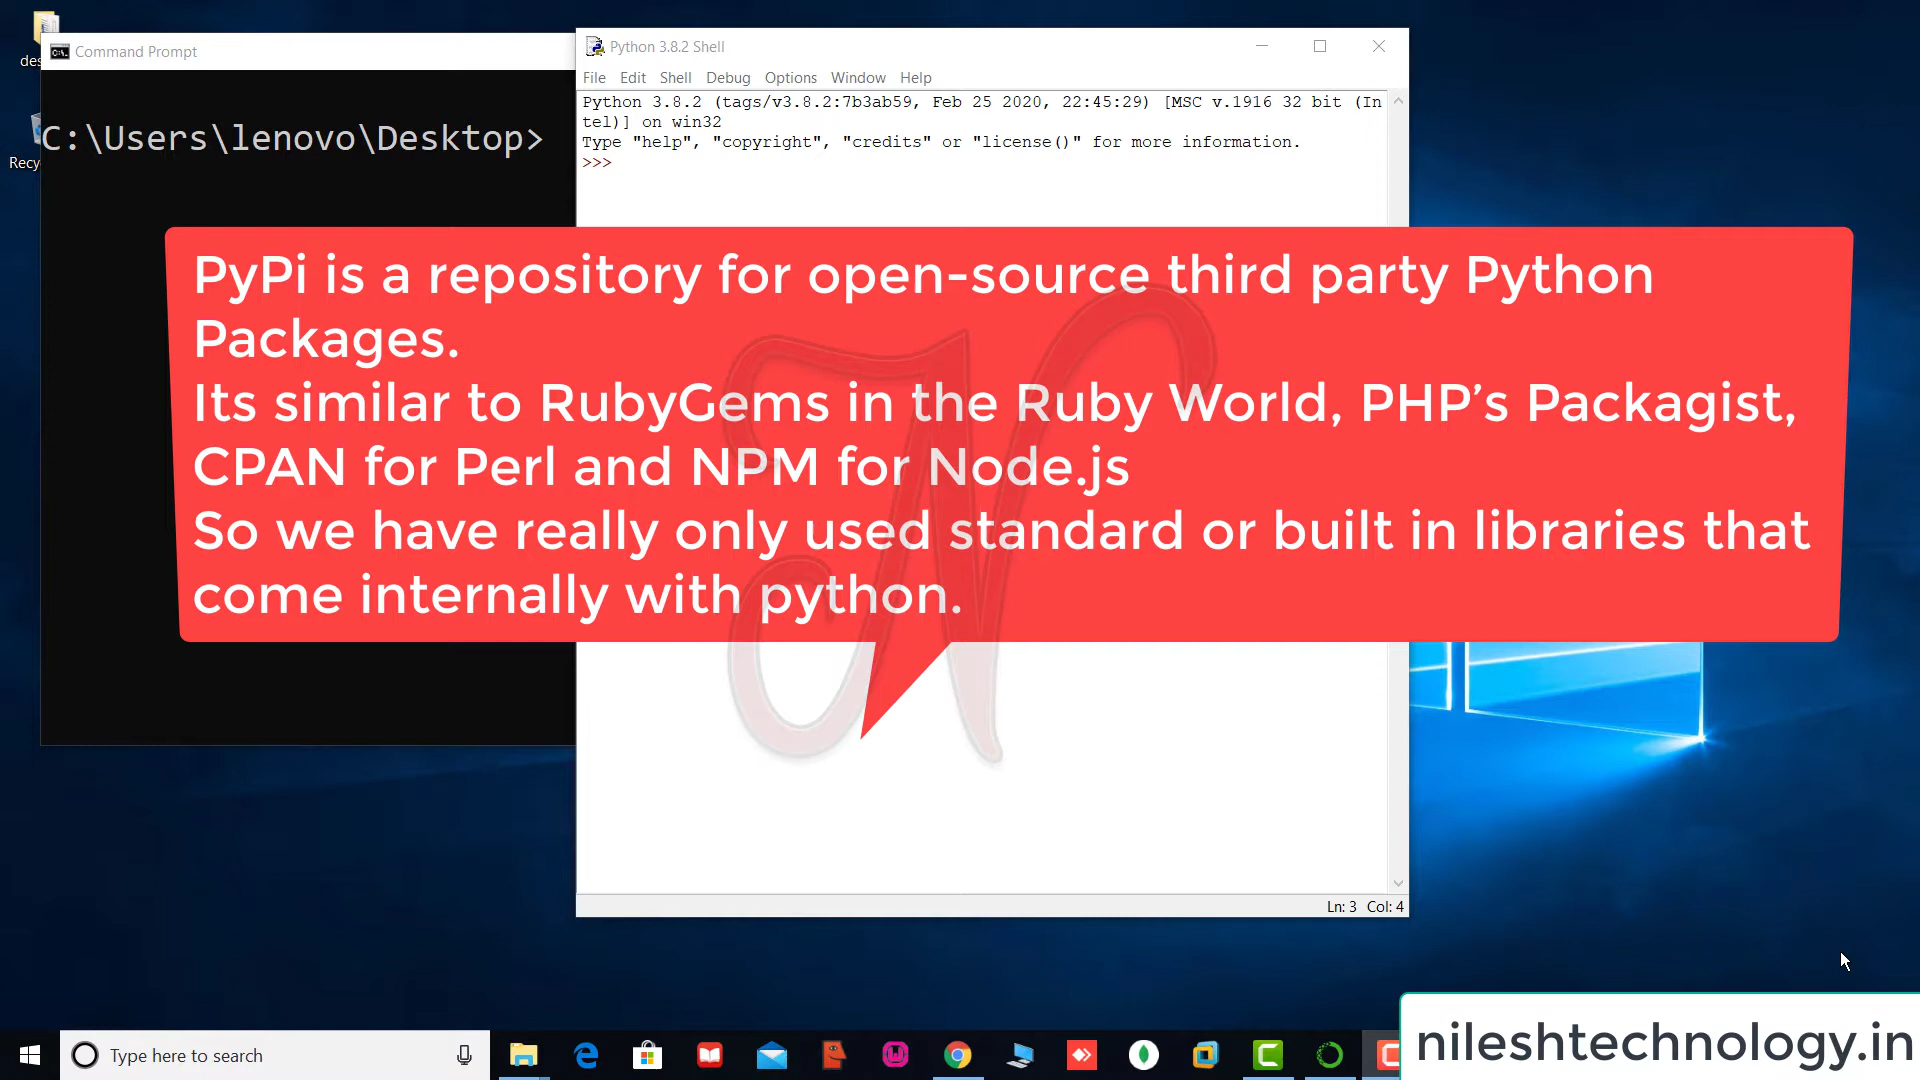 des
Command Prompt
Python 3.8.2 Shell
File Edit Shell Debug Options Window Help
Python 3.8.2 (tags/v3.8.2:7b3ab59, Feb 25 2020, 22:45:29) [MSC v.1916 32 bit (In
tel)] on win32
Type "help", "copyright", "credits" or "license()" for more information.
>>>
C:\Users\lenovo\Desktop>
Recy
PyPi is a repository for open-source third party Python
Packages.
Its similar to RubyGems in the Ruby World, PHP’s Packagist,
CPAN for Perl and NPM for Node.js
So we have really only used standard or built in libraries that
come internally with python.
Ln: 3 Col: 4
Type here to search
nileshtechnology.in